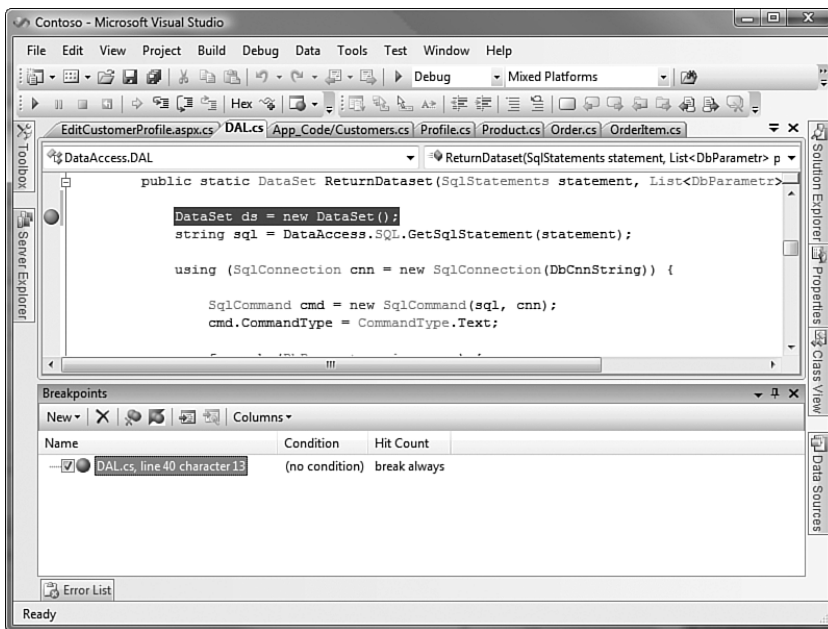 Contoso - Microsoft Visual Studio
File Edit View Project Build Debug Data Tools Test Window Help
Debug Mixed Platforms
Hex
EditCustomerProfile.aspx.cs DAL.cs App_Code/Customers.cs Profile.cs Product.cs Order.cs OrderItem.cs
DataAccess.DAL ReturnDataset(SqlStatements statement, List<DbParametr> p
public static DataSet ReturnDataset(SqlStatements statement, List<DbParametr>
DataSet ds = new DataSet();
string sql = DataAccess.SQL.GetSqlStatement(statement);
using (SqlConnection cnn = new SqlConnection(DbCnnString)) {
SqlCommand cmd = new SqlCommand(sql, cnn);
cmd.CommandType = CommandType.Text;
Toolbox
Server Explorer
Solution Explorer
Properties
Class View
Data Sources
Breakpoints
New Columns
Name Condition Hit Count
DAL.cs, line 40 character 13 (no condition) break always
Error List
Ready